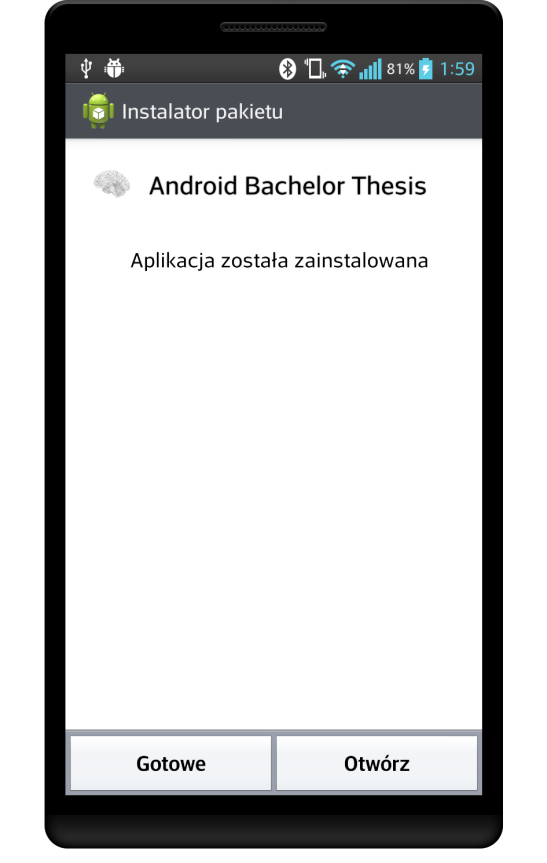 81% 1:59
Instalator pakietu
Android Bachelor Thesis
Aplikacja została zainstalowana
Gotowe Otwórz